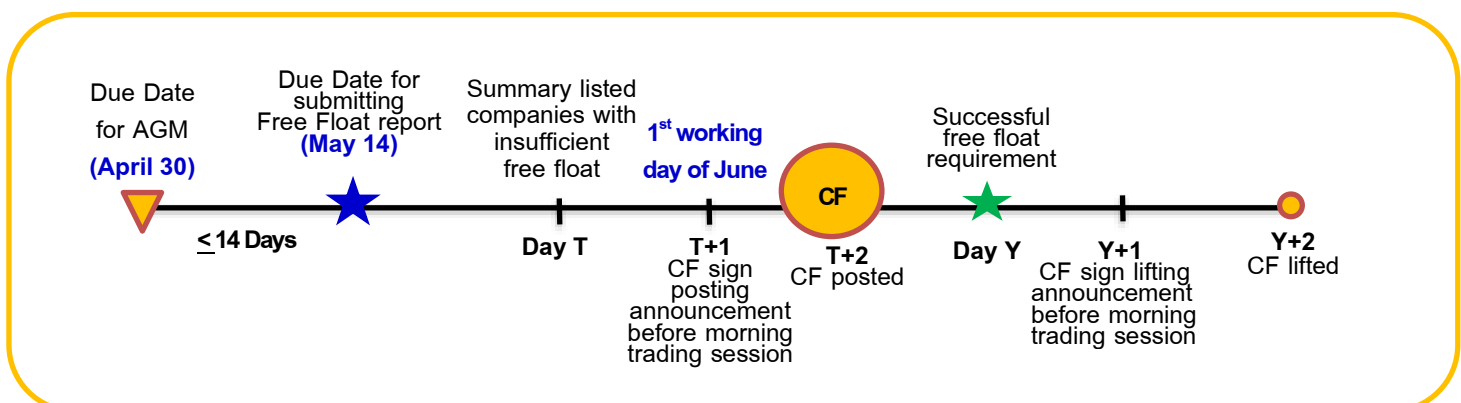 Due Date
for AGM
(April 30)
Due Date for
submitting
Free Float report
(May 14)
Summary listed
companies with
insufficient
free float
1st working
day of June
CF
Successful
free float
requirement
< 14 Days
Day T
T+1
CF sign
posting
announcement
before morning
trading session
T+2
CF posted
Day Y
Y+1
CF sign lifting
announcement
before morning
trading session
Y+2
CF lifted